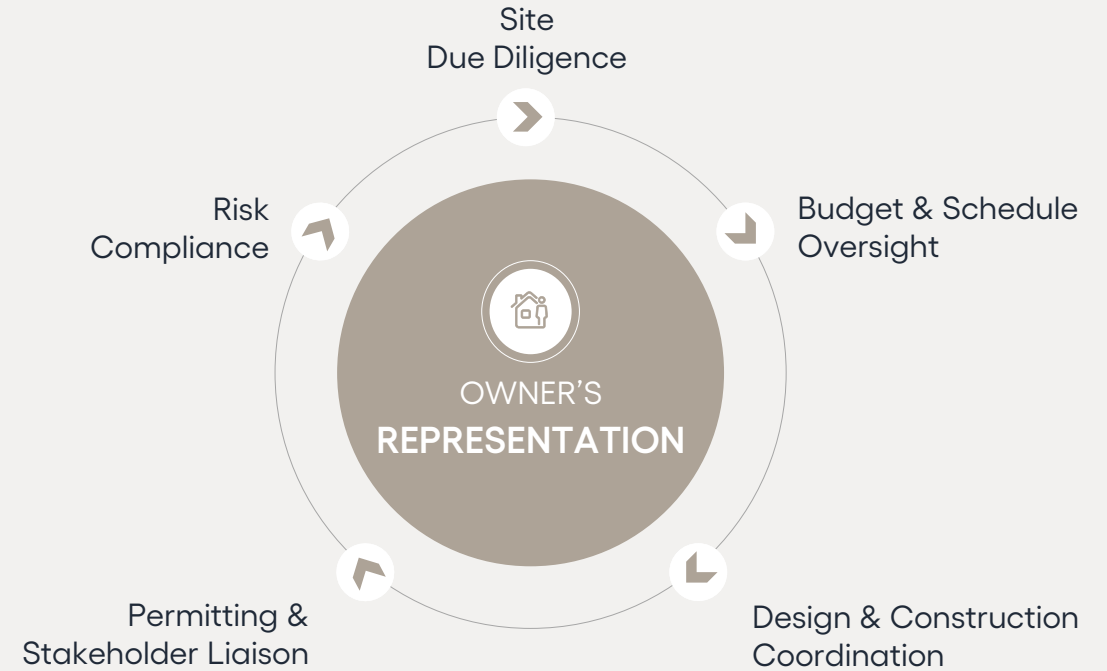 Site
Due Diligence
Risk
Compliance
Budget & Schedule
Oversight
OWNER’S
REPRESENTATION
Permitting &
Stakeholder Liaison
Design & Construction
Coordination